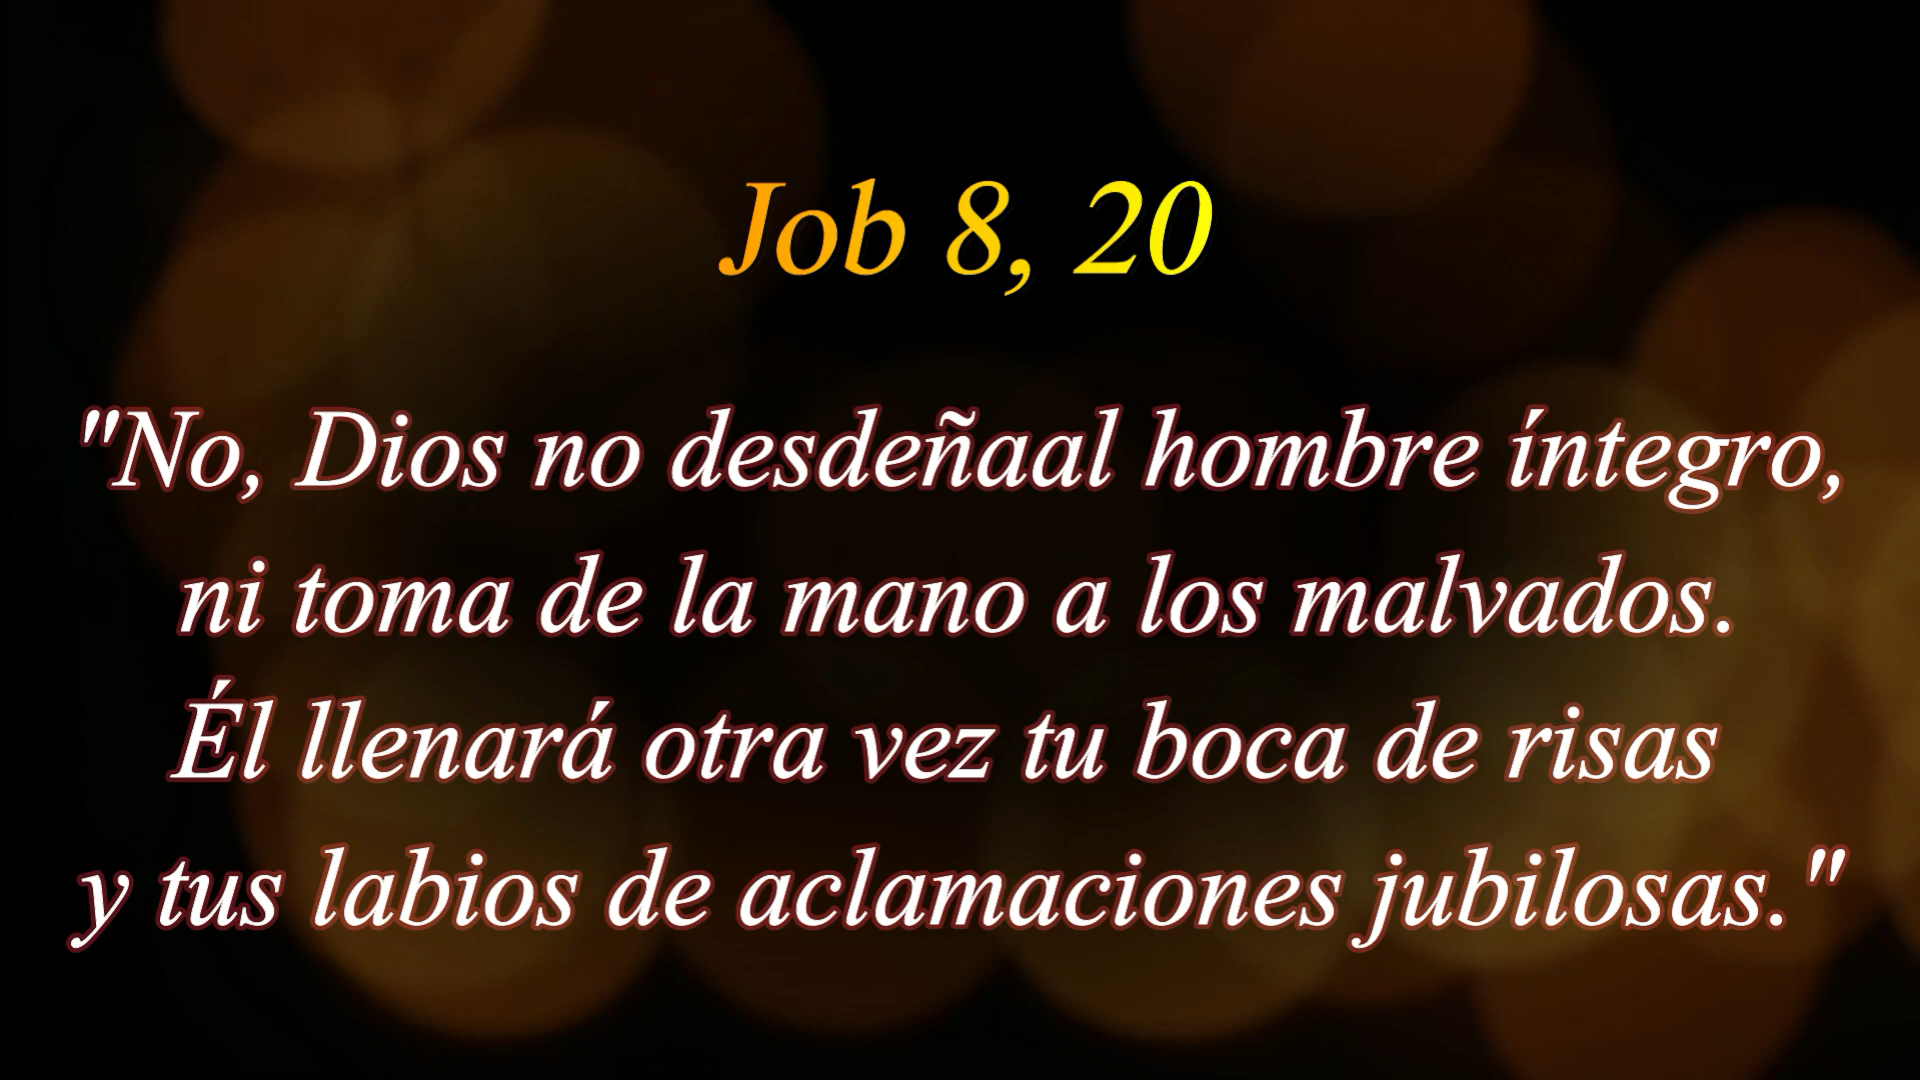 Job 8, 20
"No, Dios no desdeñaal hombre íntegro,
ni toma de la mano a los malvados.
Él llenará otra vez tu boca de risas
y tus labios de aclamaciones jubilosas."